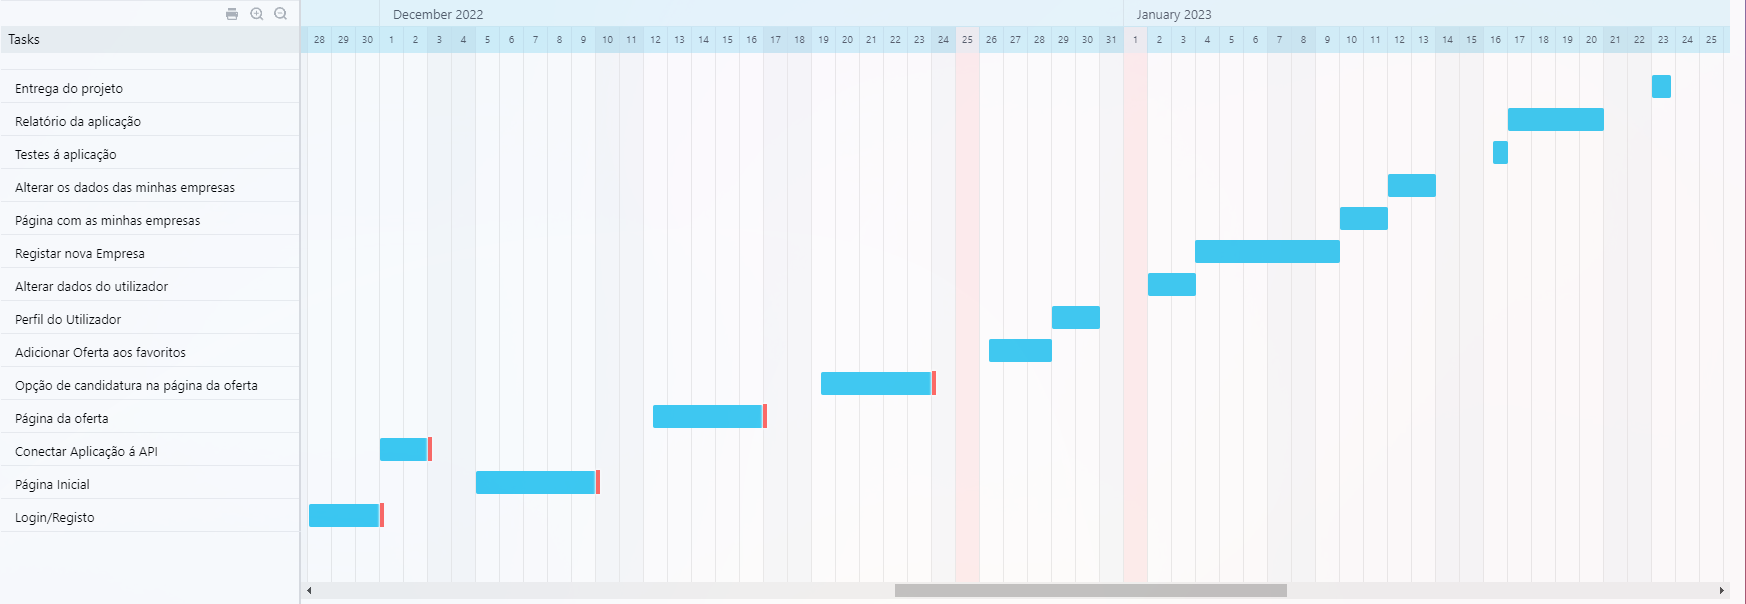 December 2022
January 2023
Tasks
28 29 30 1 2 3 4 5 6 7 8 9 10 11 12 13 14 15 16 17 18 19 20 21 22 23 24 25 26 27 28 29 30 31 1 2 3 4 5 6 7 8 9 10 11 12 13 14 15 16 17 18 19 20 21 22 23 24 25
Entrega do projeto
Relatório da aplicação
Testes á aplicação
Alterar os dados das minhas empresas
Página com as minhas empresas
Registar nova Empresa
Alterar dados do utilizador
Perfil do Utilizador
Adicionar Oferta aos favoritos
Opção de candidatura na página da oferta
Página da oferta
Conectar Aplicação á API
Página Inicial
Login/Registo